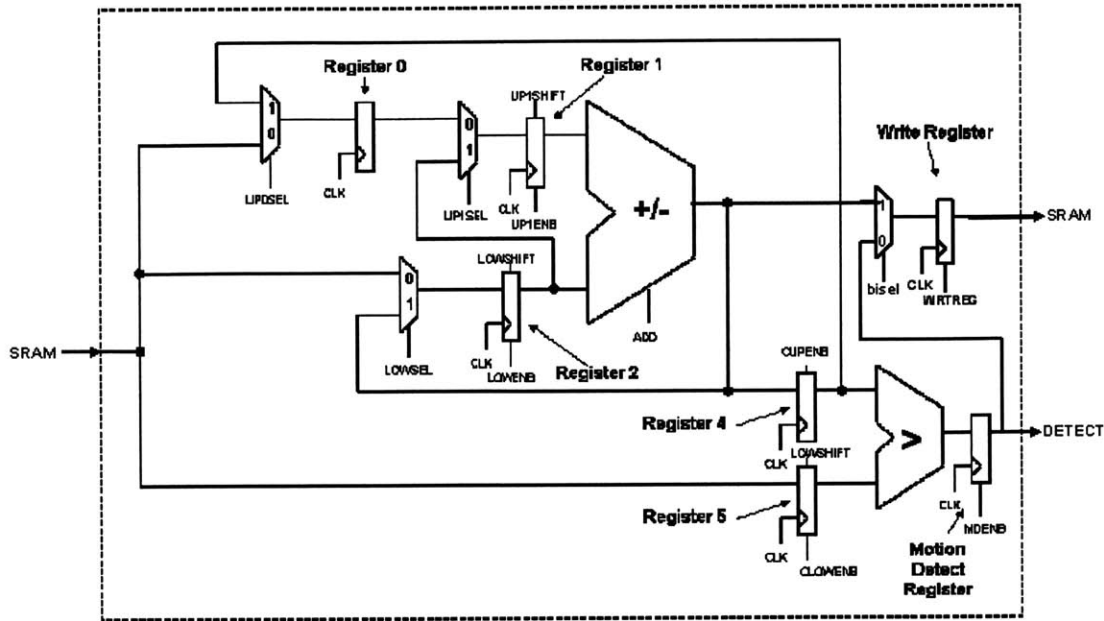 Register 0
Register 1
UP1SHIFT
1
0
0
1
Write Register
CLK
UP0SEL
UP1SEL
CLK
UP1ENB
+/-
1
0
SRAM
LOWSHIFT
0
1
bisel
CLK
WRTREG
ADD
SRAM
CLK
LOWSEL
LOWENB
Register 2
CUPENB
Register 4
>
DETECT
CLK
LOWSHIFT
Register 5
CLK
MDENB
CLK
CLOWENB
Motion
Detect
Register